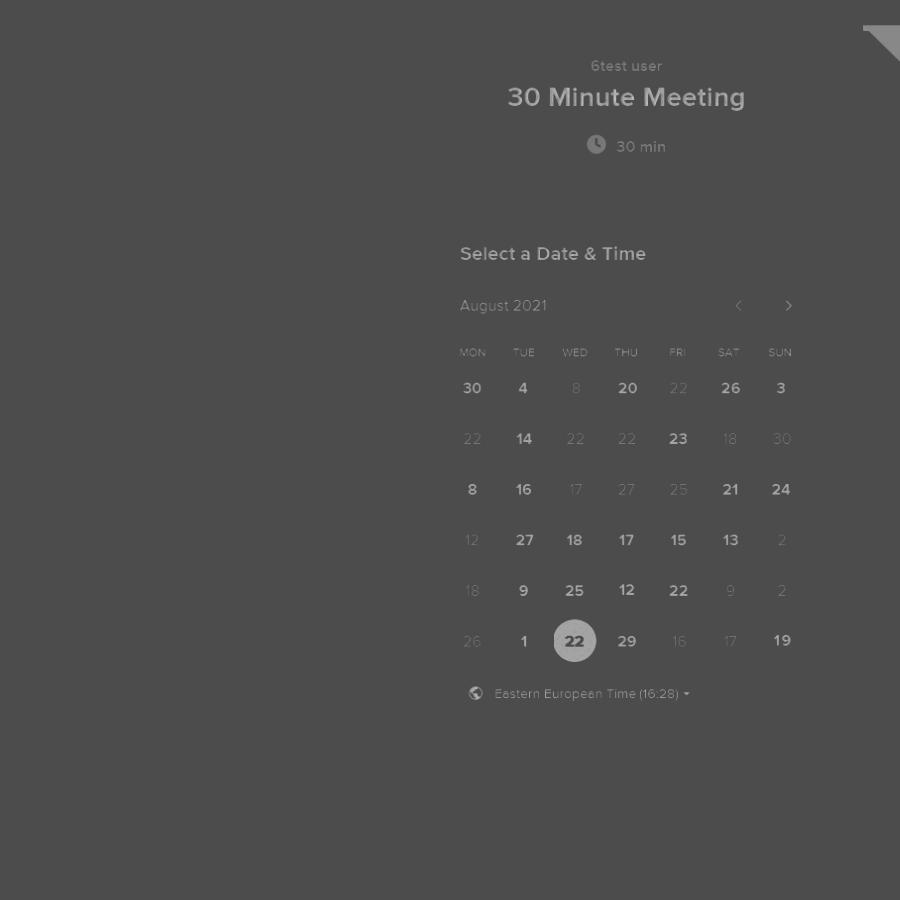 6test user
30 Minute Meeting
30 min
Select a Date & Time
August 2021
MON TUE WED THU FRI SAT SUN
30 4 8 20 22 26 3
22 14 22 22 23 18 30
8 16 17 27 25 21 24
12 27 18 17 15 13 2
18 9 25 12 22 9 2
26 1 22 29 16 17 19
Eastern European Time (16:28)